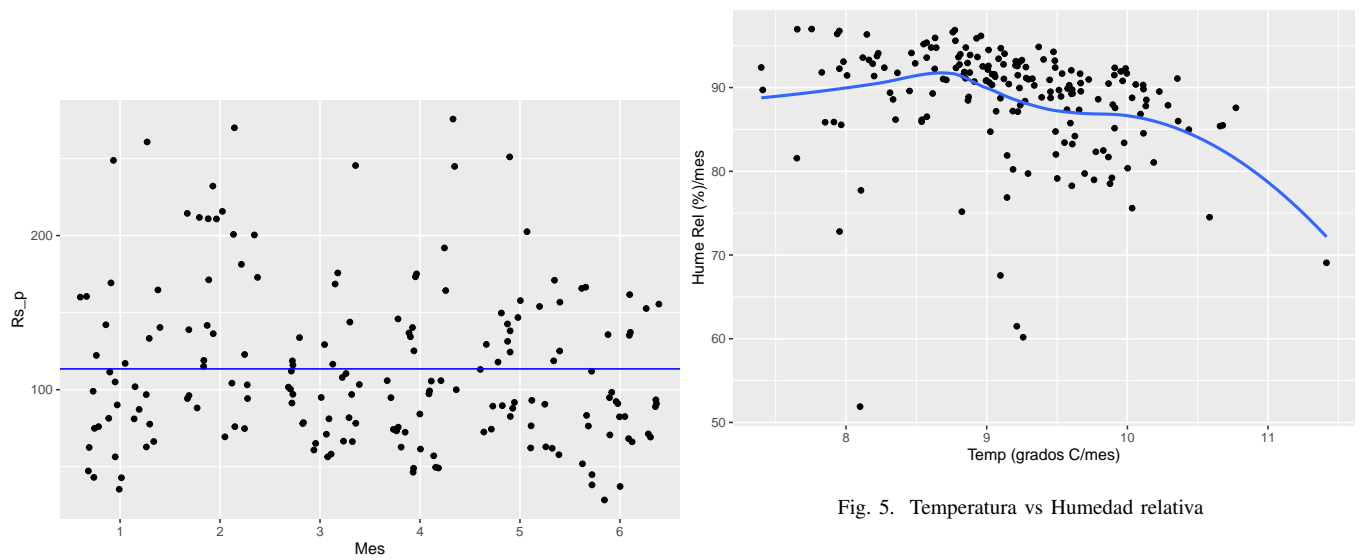 Rs_p
200
100
1 2 3 4 5 6
Mes
Hume Rel (%)/mes
90
80
70
60
50
8 9 10 11
Temp (grados C/mes)
Fig. 5. Temperatura vs Humedad relativa